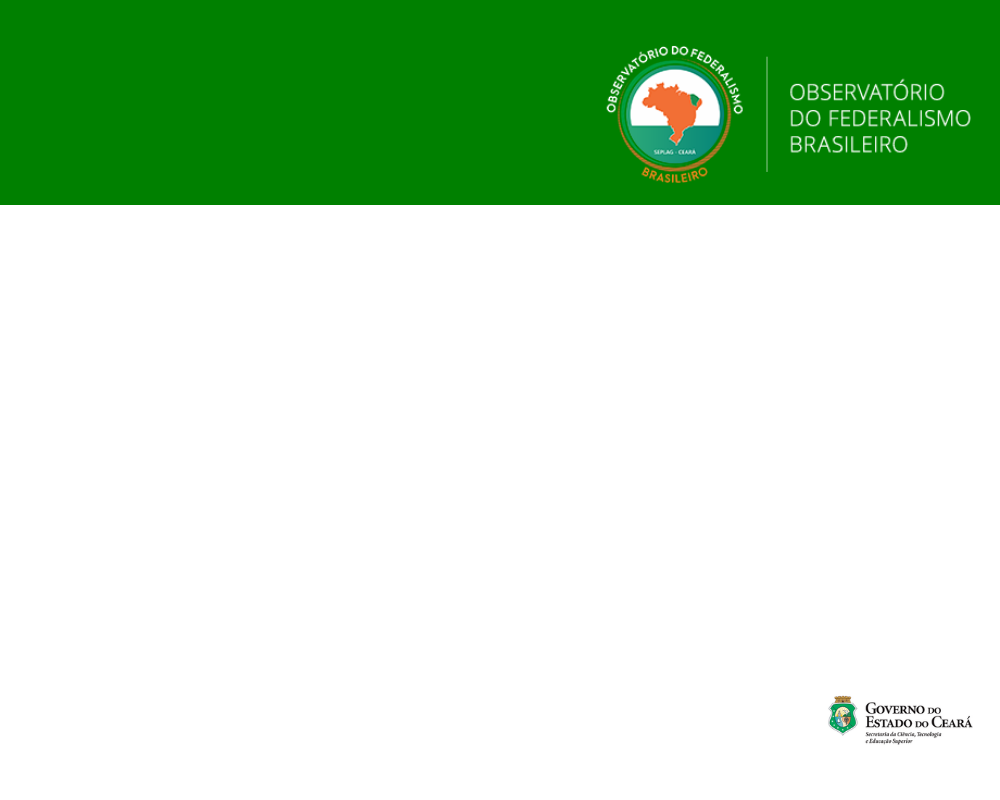 OBSERVATÓRIO DO FEDERALISMO
BRASILEIRO
SEPLAG - CEARÁ
OBSERVATÓRIO
DO FEDERALISMO
BRASILEIRO
GOVERNO DO
ESTADO DO CEARÁ
Secretaria da Ciência, Tecnologia
e Educação Superior